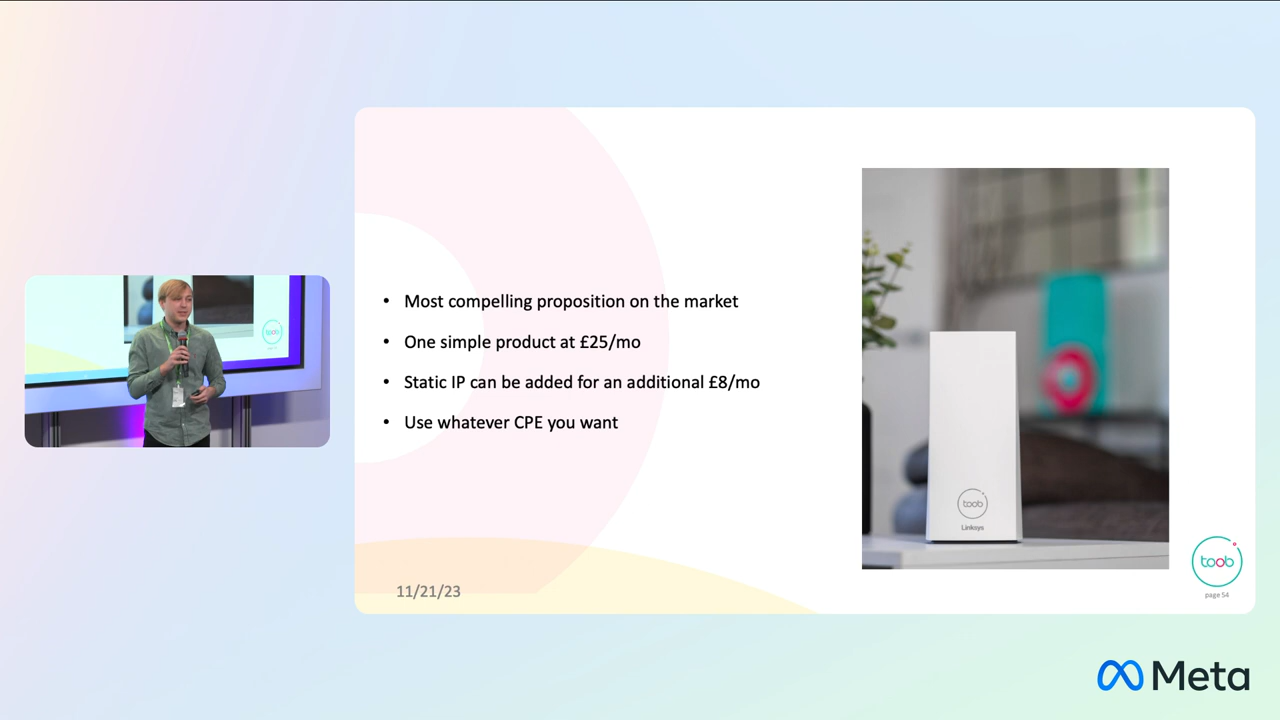 • Most compelling proposition on the market
• One simple product at £25/mo
• Static IP can be added for an additional £8/mo
• Use whatever CPE you want
toob
Linksys
11/21/23
toob
page 54
Meta